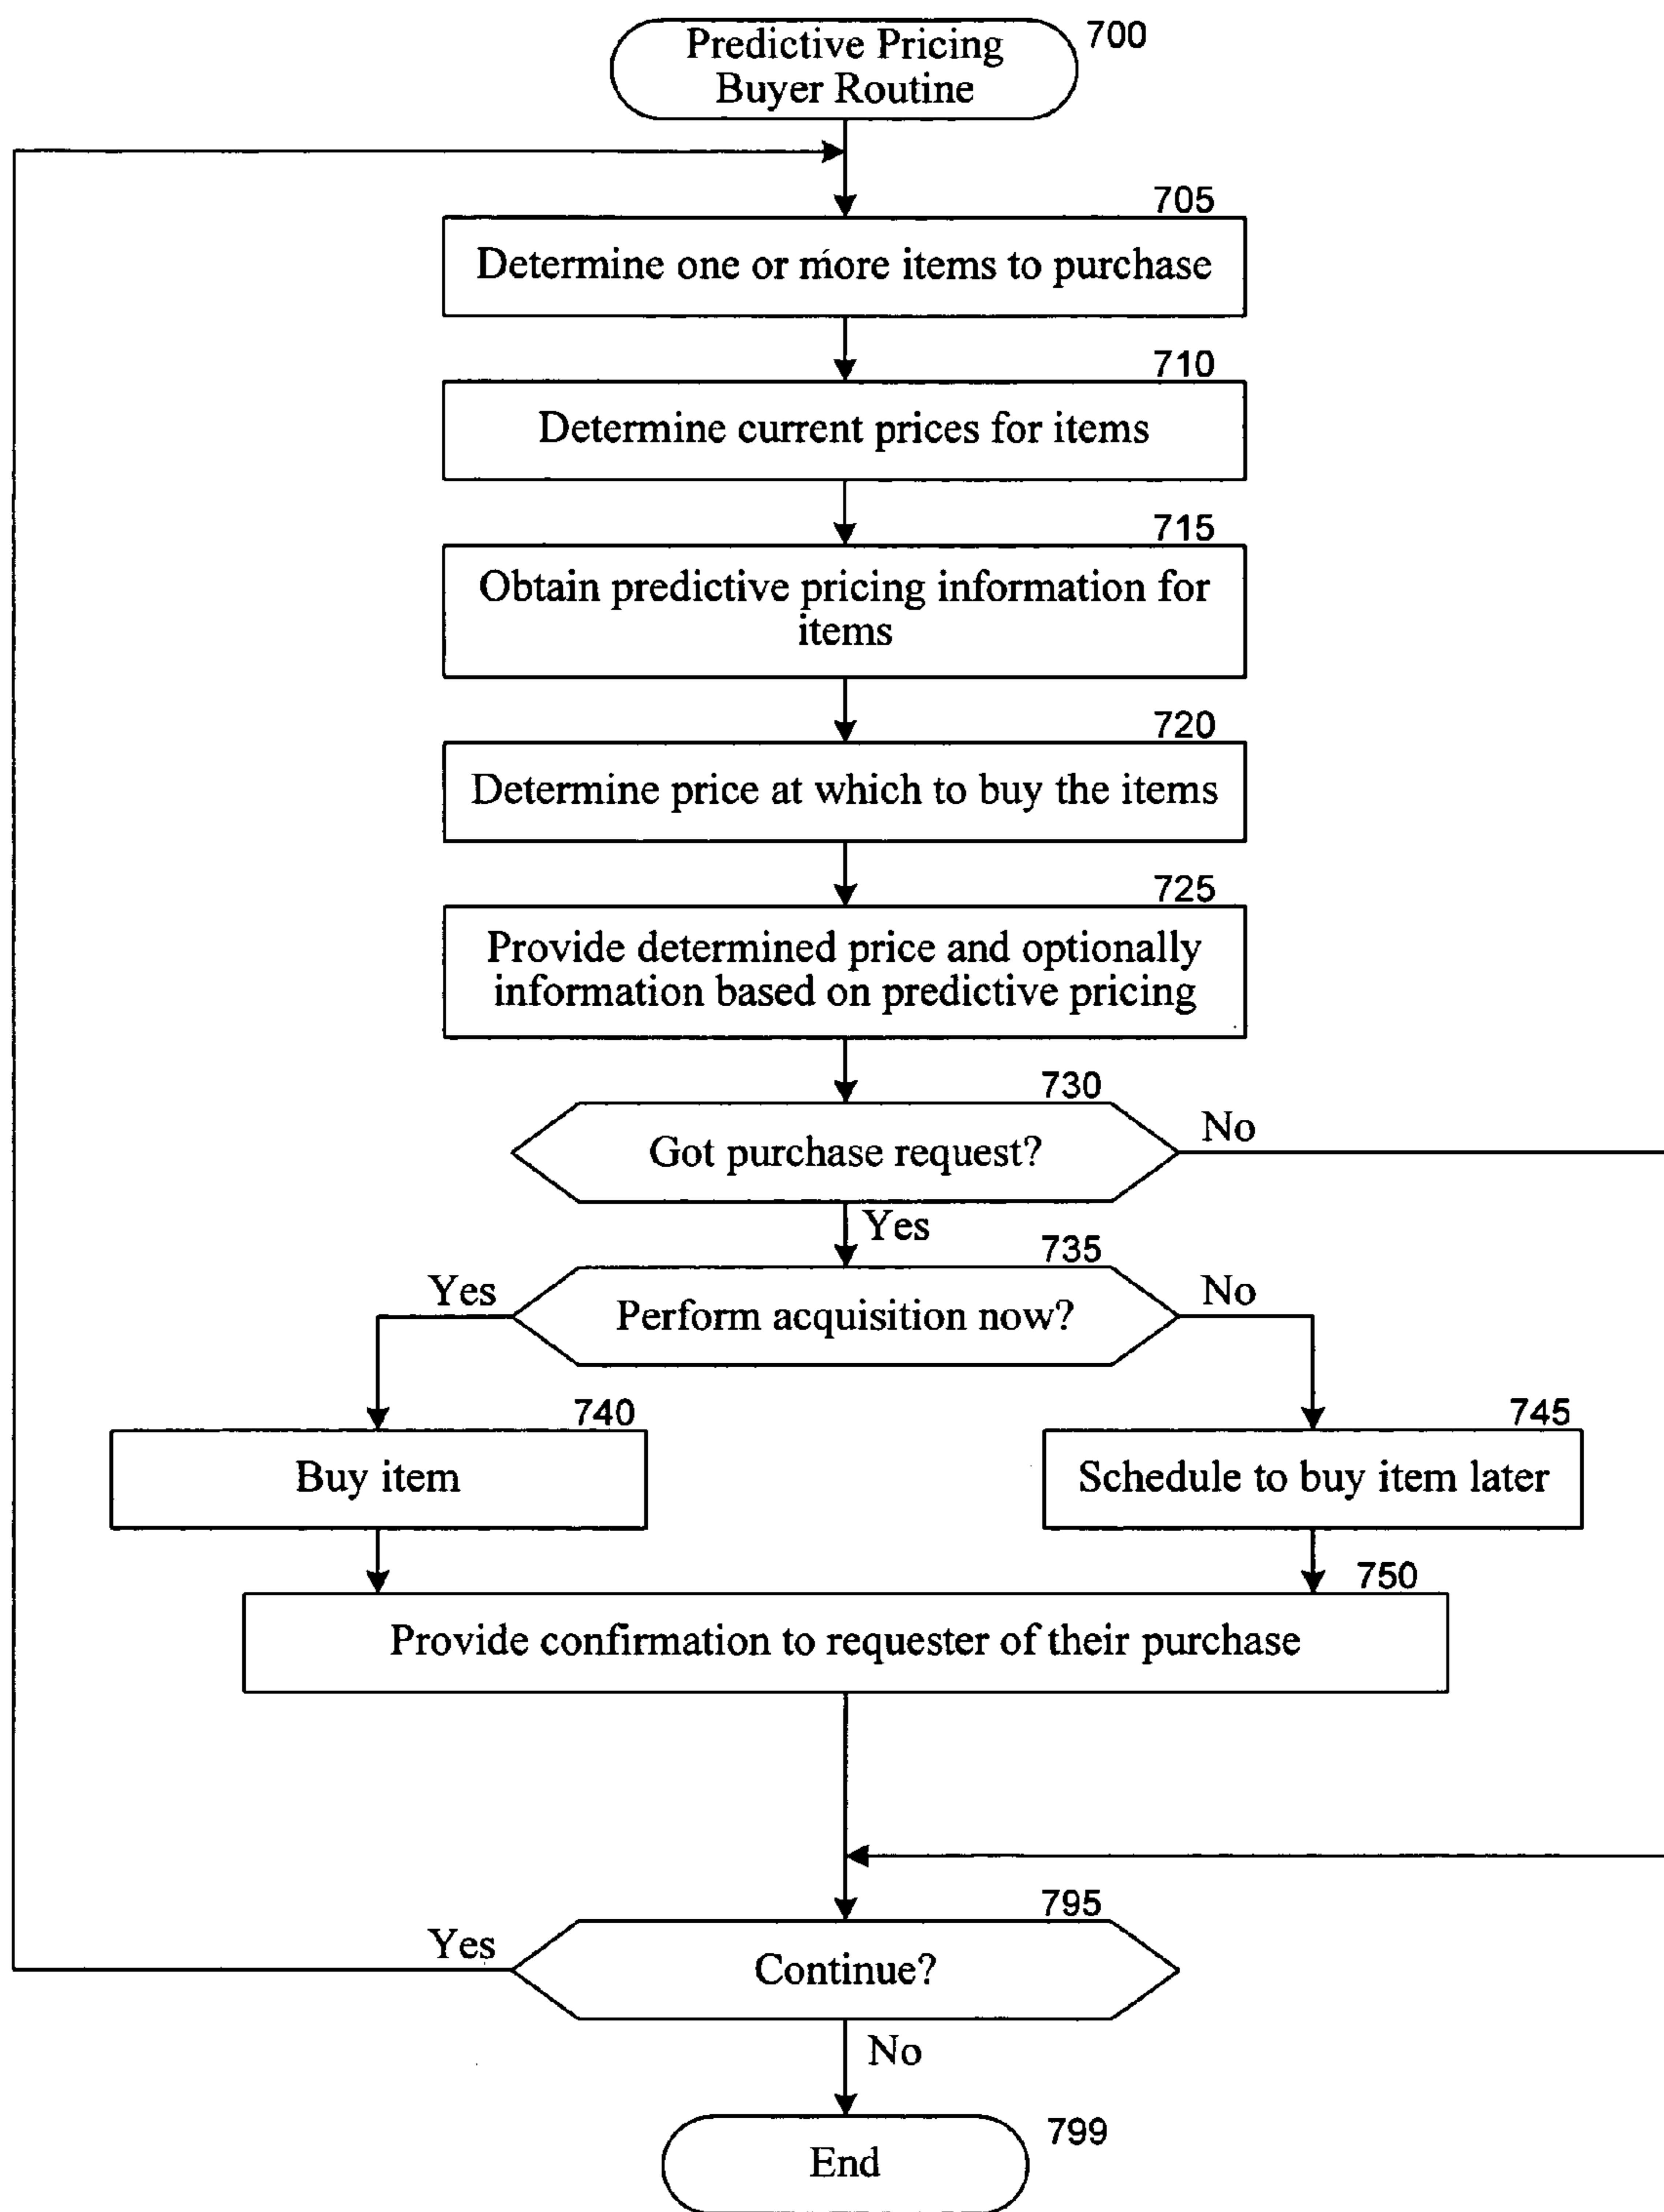 Predictive Pricing
Buyer Routine
700
705
Determine one or more items to purchase
710
Determine current prices for items
715
Obtain predictive pricing information for
items
720
Determine price at which to buy the items
725
Provide determined price and optionally
information based on predictive pricing
730
Got purchase request?
No
Yes
735
Yes
Perform acquisition now?
No
740
Buy item
745
Schedule to buy item later
750
Provide confirmation to requester of their purchase
795
Yes
Continue?
No
799
End